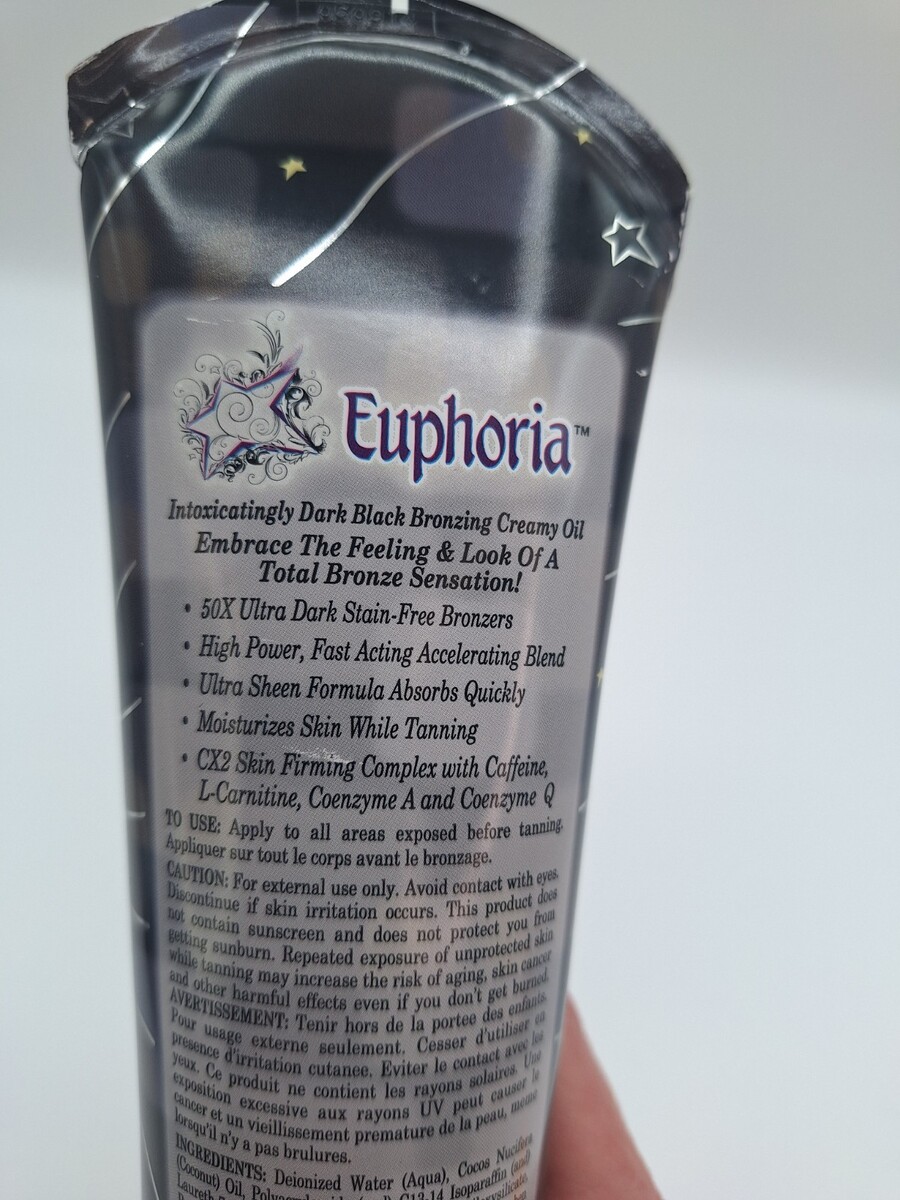 Euphoria™
Intoxicatingly Dark Black Bronzing Creamy Oil
Embrace The Feeling & Look Of A
Total Bronze Sensation!
• 50X Ultra Dark Stain-Free Bronzers
• High Power, Fast Acting Accelerating Blend
• Ultra Sheen Formula Absorbs Quickly
• Moisturizes Skin While Tanning
• CX2 Skin Firming Complex with Caffeine,
L-Carnitine, Coenzyme A and Coenzyme Q
TO USE: Apply to all areas exposed before tanning.
Appliquer sur tout le corps avant le bronzage.
CAUTION: For external use only. Avoid contact with eyes.
Discontinue if skin irritation occurs. This product does
not contain sunscreen and does not protect you from
getting sunburn. Repeated exposure of unprotected skin
while tanning may increase the risk of aging, skin cancer
and other harmful effects even if you don't get burned.
AVERTISSEMENT: Tenir hors de la portee des enfants.
Pour usage externe seulement. Cesser d'utiliser en
presence d'irritation cutanee. Eviter le contact avec les
yeux. Ce produit ne contient les rayons solaires. Une
exposition excessive aux rayons UV peut causer le
cancer et un vieillissement premature de la peau, meme
lorsqu'il n'y a pas brulures.
INGREDIENTS: Deionized Water (Aqua), Cocos Nucifera
(Coconut) Oil, C13-14 Isoparaffin (and)
Laureth